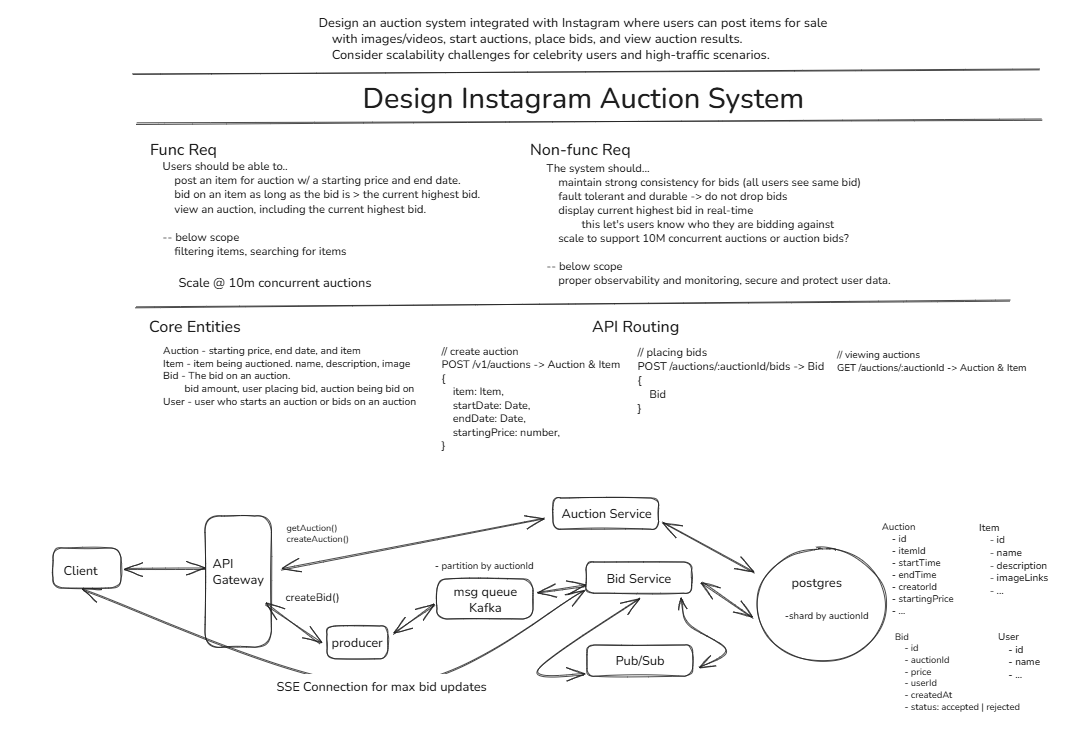 Design an auction system integrated with Instagram where users can post items for sale
with images/videos, start auctions, place bids, and view auction results.
Consider scalability challenges for celebrity users and high-traffic scenarios.
Design Instagram Auction System
Func Req
Users should be able to..
post an item for auction w/ a starting price and end date.
bid on an item as long as the bid is > the current highest bid.
view an auction, including the current highest bid.
-- below scope
filtering items, searching for items
Scale @ 10m concurrent auctions
Non-func Req
The system should...
maintain strong consistency for bids (all users see same bid)
fault tolerant and durable -> do not drop bids
display current highest bid in real-time
this let's users know who they are bidding against
scale to support 10M concurrent auctions or auction bids?
-- below scope
proper observability and monitoring, secure and protect user data.
Core Entities
Auction - starting price, end date, and item
Item - item being auctioned. name, description, image
Bid - The bid on an auction.
bid amount, user placing bid, auction being bid on
User - user who starts an auction or bids on an auction
API Routing
// create auction
POST /v1/auctions -> Auction & Item
{
item: Item,
startDate: Date,
endDate: Date,
startingPrice: number,
}
// placing bids
POST /auctions/:auctionId/bids -> Bid
{
Bid
}
// viewing auctions
GET /auctions/:auctionId -> Auction & Item
Client
API
Gateway
getAuction()
createAuction()
createBid()
producer
- partition by auctionId
msg queue
Kafka
Auction Service
Bid Service
Pub/Sub
SSE Connection for max bid updates
postgres
-shard by auctionId
Auction
- id
- itemId
- startTime
- endTime
- creatorId
- startingPrice
- ...
Item
- id
- name
- description
- imageLinks
- ...
Bid
- id
- auctionId
- price
- userId
- createdAt
- status: accepted | rejected
User
- id
- name
- ...